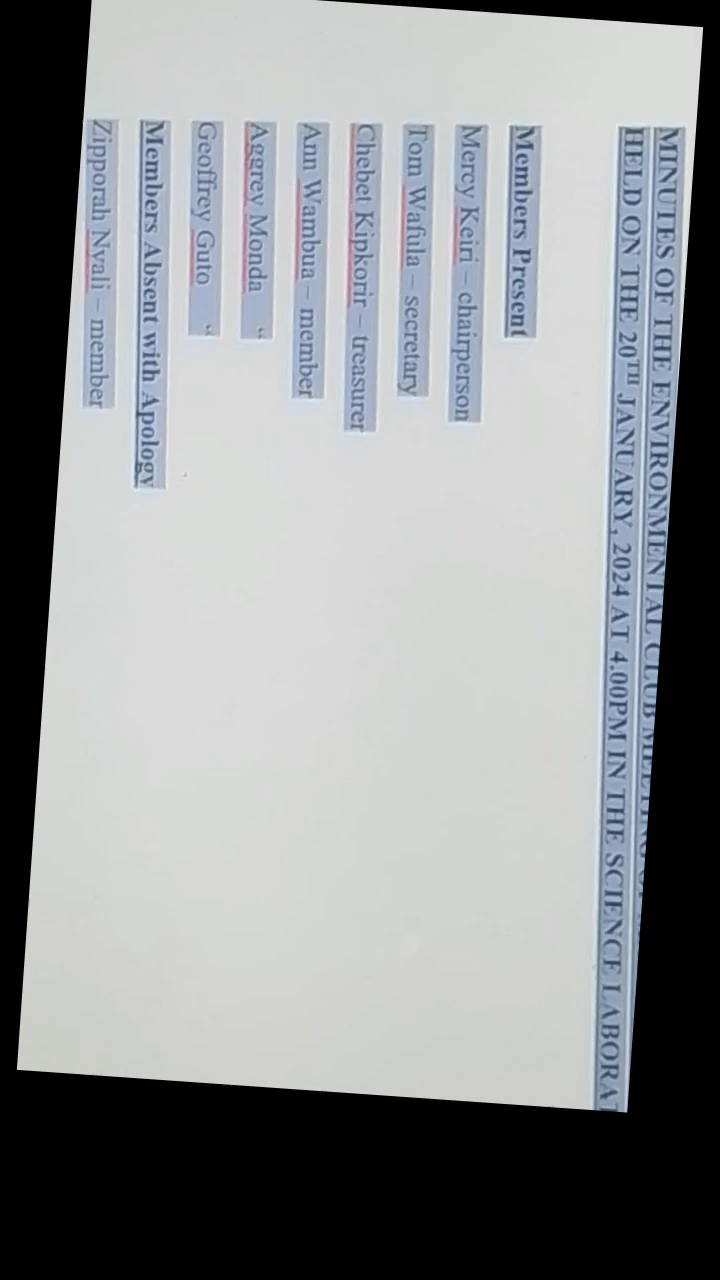 MINUTES OF THE ENVIRONMENTAL CLUB MEETING
HELD ON THE 20TH JANUARY, 2024 AT 4.00PM IN THE SCIENCE LABORAT
Members Present
Mercy Keiri – chairperson
Tom Wafula – secretary
Chebet Kipkorir – treasurer
Ann Wambua – member
Aggrey Monda “
Geoffrey Guto “
Members Absent with Apology
Zipporah Nyali – member